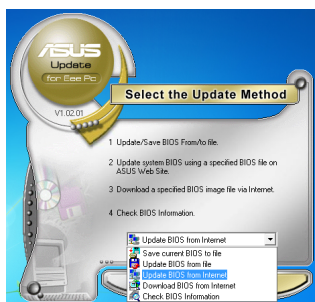 ASUS
Update
for Eee Pc
V1.02.01
Select the Update Method
1 Update/Save BIOS From/to file.
2 Update system BIOS using a specified BIOS file on
ASUS Web Site.
3 Download a specified BIOS image file via Internet.
4 Check BIOS Information.
Update BIOS from Internet
Save current BIOS to file
Update BIOS from file
Update BIOS from Internet
Download BIOS from Internet
Check BIOS Information